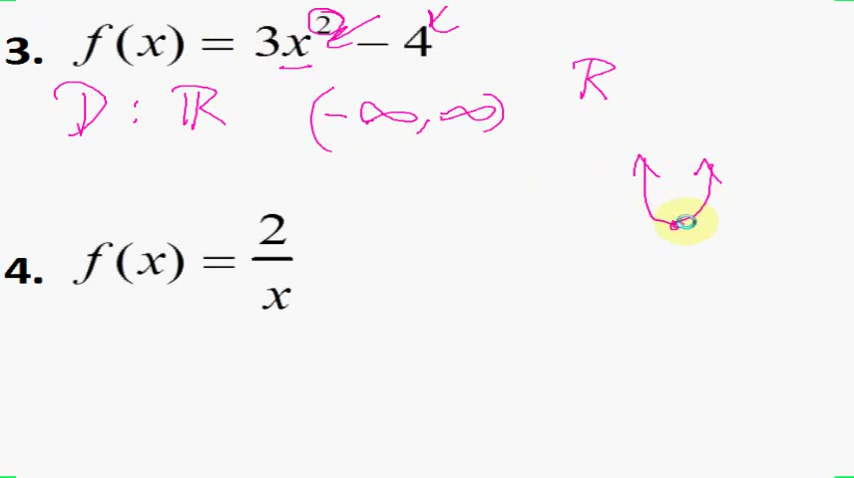 3. f(x) = 3x² − 4
D : ℝ (-∞, ∞) R
4. f(x) = 2/x